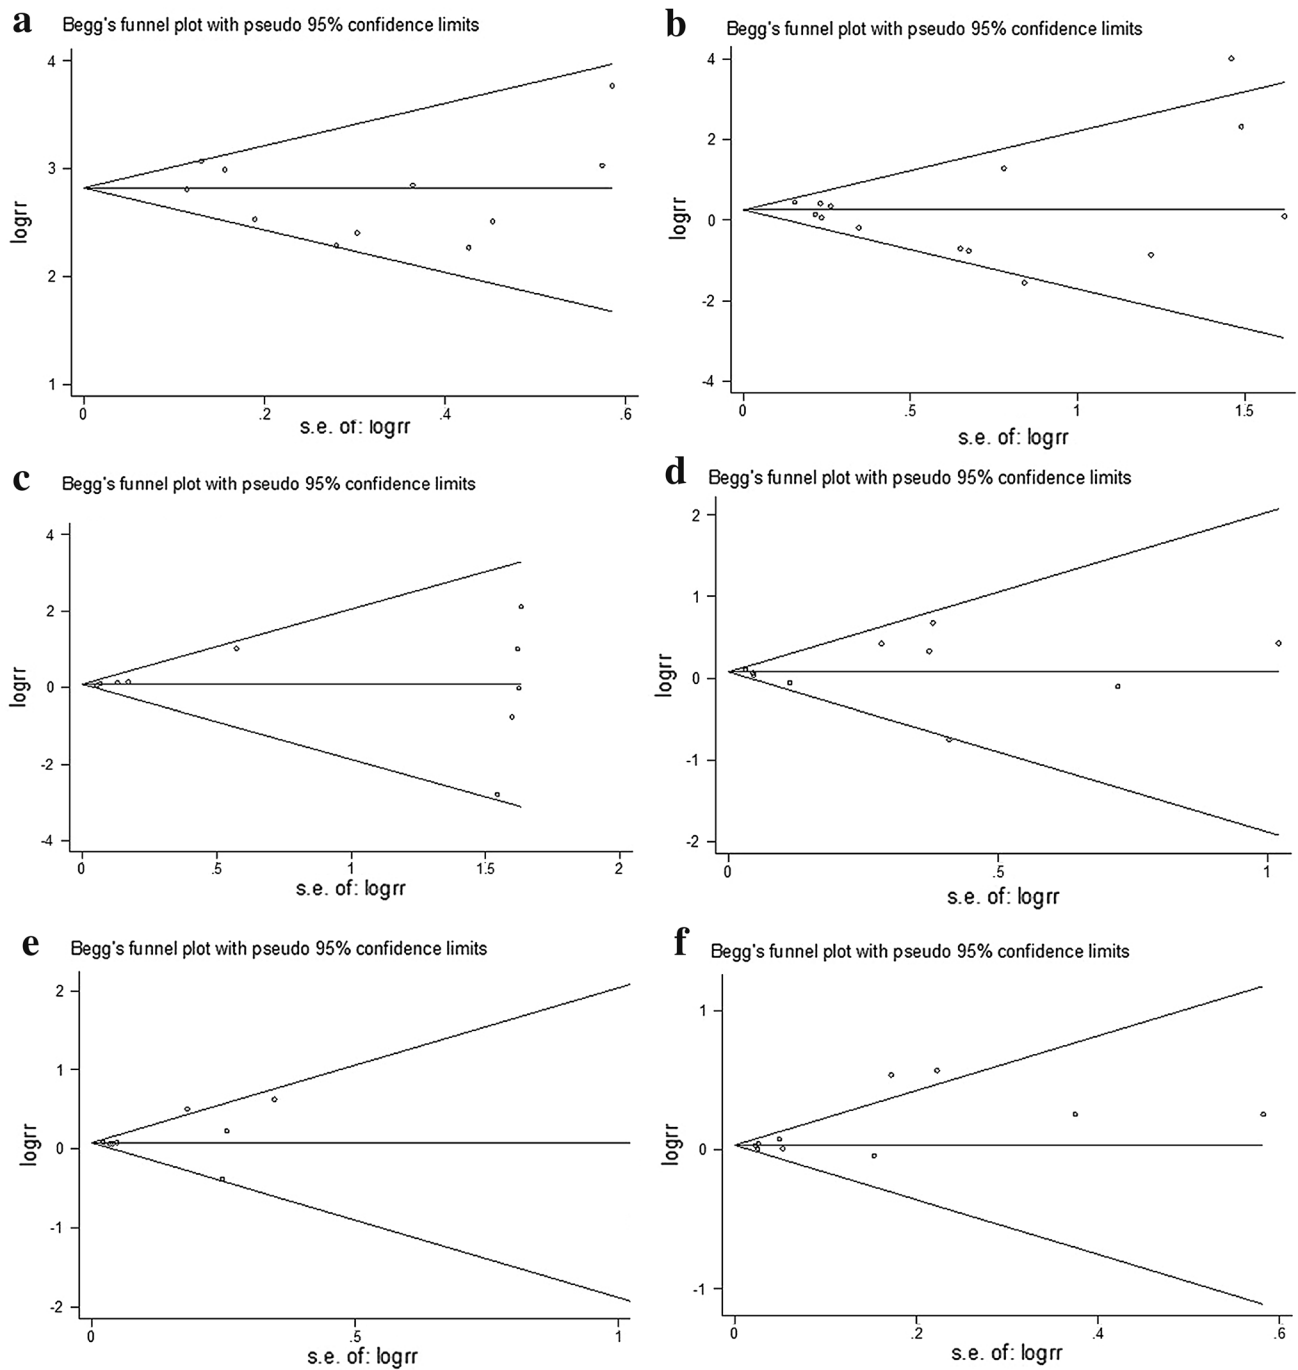 a Begg's funnel plot with pseudo 95% confidence limits
4
3
2
1
logrr
0 .2 .4 .6
s.e. of: logrr
b Begg's funnel plot with pseudo 95% confidence limits
4
2
0
-2
-4
logrr
0 .5 1 1.5
s.e. of: logrr
c Begg's funnel plot with pseudo 95% confidence limits
4
2
0
-2
-4
logrr
0 .5 1 1.5 2
s.e. of: logrr
d Begg's funnel plot with pseudo 95% confidence limits
2
1
0
-1
-2
logrr
0 .5 1
s.e. of: logrr
e Begg's funnel plot with pseudo 95% confidence limits
2
1
0
-1
-2
logrr
0 .5 1
s.e. of: logrr
f Begg's funnel plot with pseudo 95% confidence limits
1
0
-1
logrr
0 .2 .4 .6
s.e. of: logrr